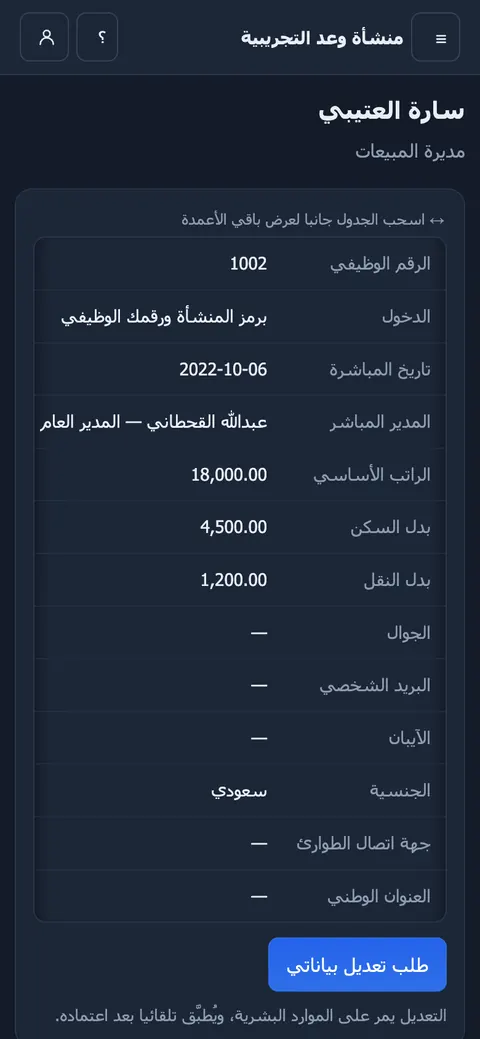 ≡ منشأة وعد التجريبية ؟
سارة العتيبي
مديرة المبيعات
↔ اسحب الجدول جانبا لعرض باقي الأعمدة
الرقم الوظيفي 1002
الدخول برمز المنشأة ورقمك الوظيفي
تاريخ المباشرة 2022-10-06
المدير المباشر عبدالله القحطاني — المدير العام
الراتب الأساسي 18,000.00
بدل السكن 4,500.00
بدل النقل 1,200.00
الجوال —
البريد الشخصي —
الآيبان —
الجنسية سعودي
جهة اتصال الطوارئ —
العنوان الوطني —
طلب تعديل بياناتي
التعديل يمر على الموارد البشرية، ويُطبَّق تلقائيا بعد اعتماده.